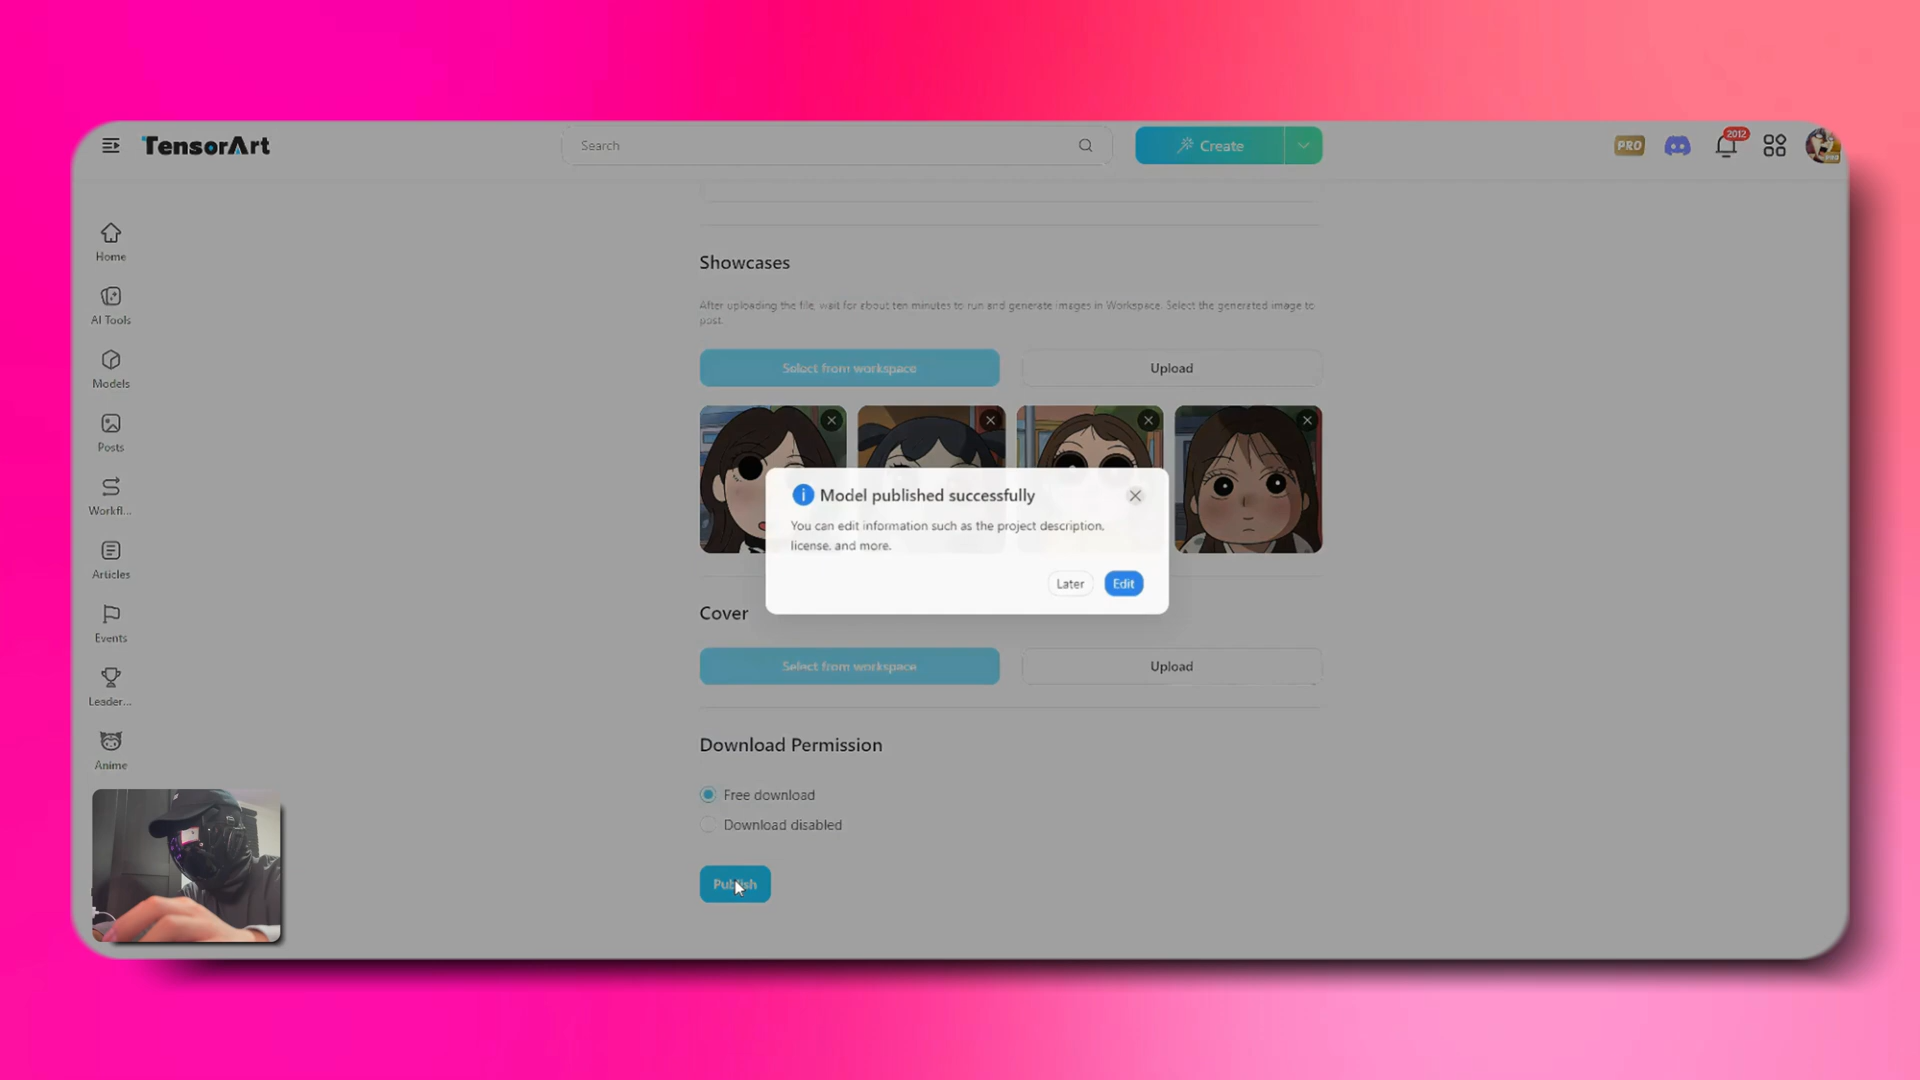 TensorArt
Search
Create
PRO
2012
Home
AI Tools
Models
Posts
Workfl...
Articles
Events
Leader...
Anime
Showcases
After uploading the file, wait for about ten minutes to run and generate images in Workspace. Select the generated image to
post.
Select from workspace
Upload
Model published successfully
You can edit information such as the project description,
license, and more.
Later
Edit
Cover
Select from workspace
Upload
Download Permission
Free download
Download disabled
Publish